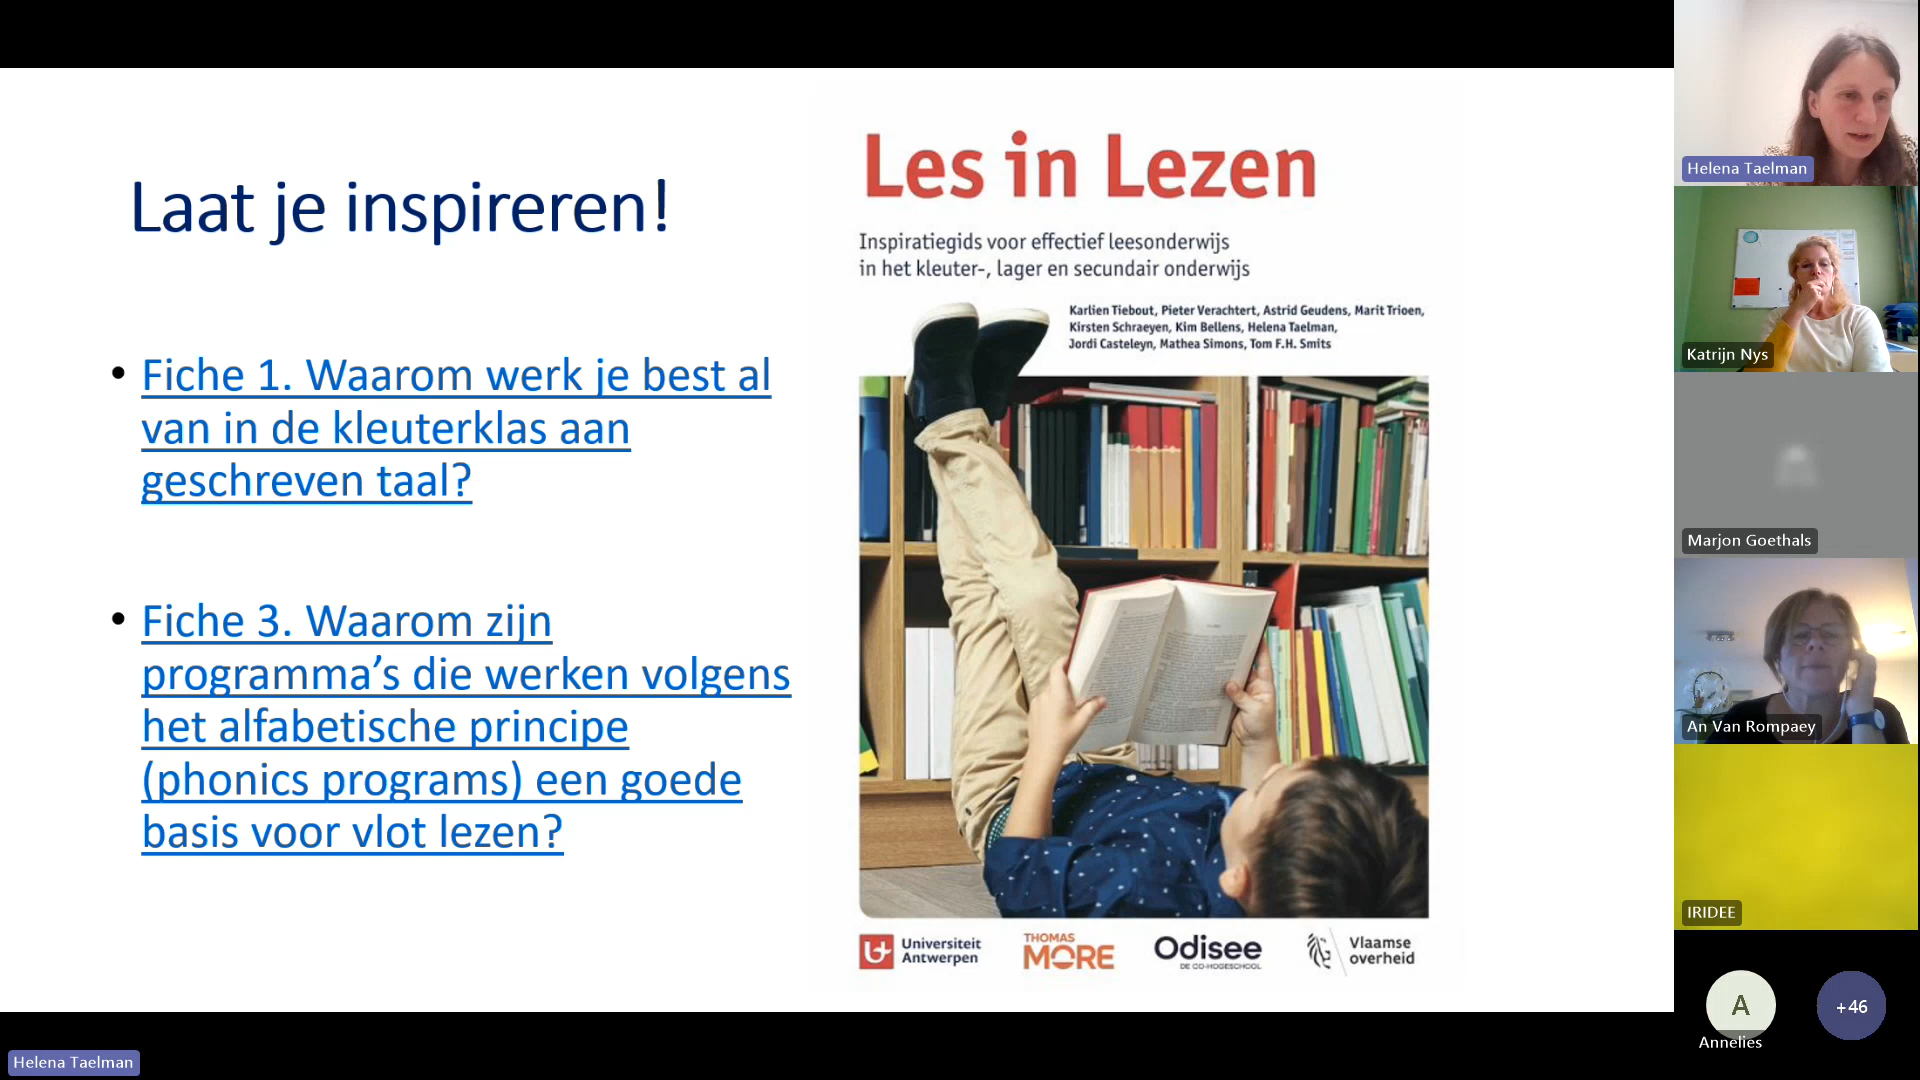 Laat je inspireren!
• Fiche 1. Waarom werk je best al
van in de kleuterklas aan
geschreven taal?
• Fiche 3. Waarom zijn
programma’s die werken volgens
het alfabetische principe
(phonics programs) een goede
basis voor vlot lezen?
Les in Lezen
Inspiratiegids voor effectief leesonderwijs
in het kleuter-, lager en secundair onderwijs
Karlien Tiebout, Pieter Verachtert, Astrid Geudens, Marit Trioen,
Kirsten Schraeyen, Kim Bellens, Helena Taelman,
Jordi Casteleyn, Mathea Simons, Tom F.H. Smits
Universiteit
Antwerpen
THOMAS
MORE
Odisee
DE CO-HOGESCHOOL
Vlaamse
overheid
Helena Taelman
Katrijn Nys
Marjon Goethals
An Van Rompaey
IRIDEE
A
Annelies
+46
Helena Taelman